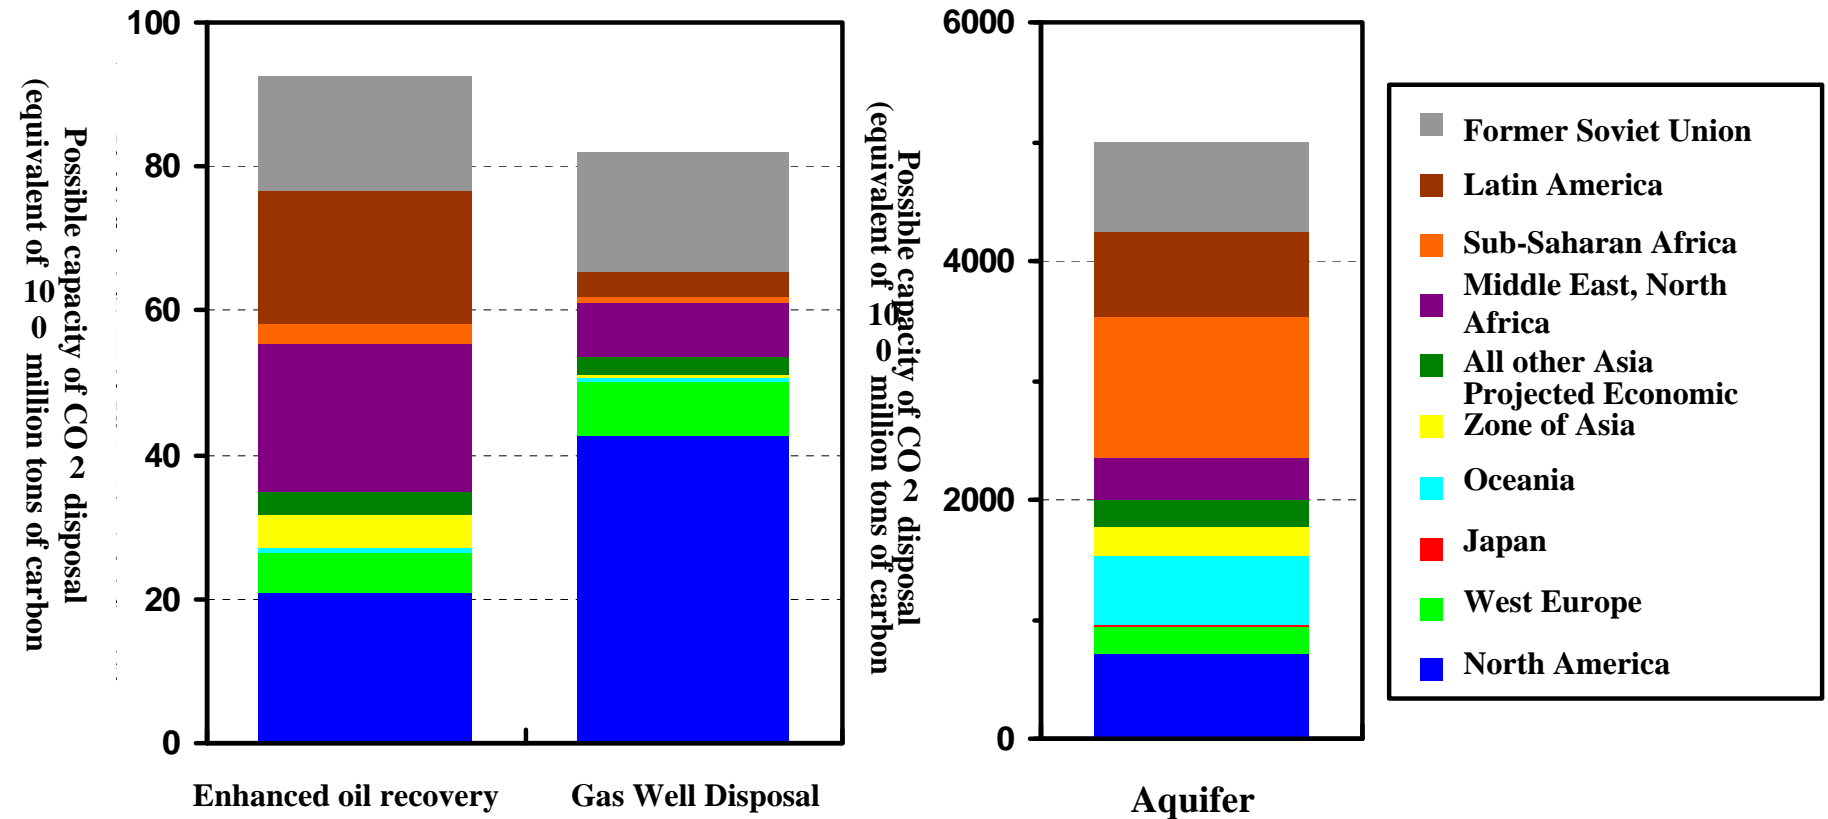 100
80
60
40
20
0
Possible capacity of CO2 disposal
(equivalent of 100 million tons of carbon
Enhanced oil recovery
Gas Well Disposal
6000
4000
2000
0
Possible capacity of CO2 disposal
(equivalent of 100 million tons of carbon
Aquifer
Former Soviet Union
Latin America
Sub-Saharan Africa
Middle East, North
Africa
All other Asia
Projected Economic
Zone of Asia
Oceania
Japan
West Europe
North America